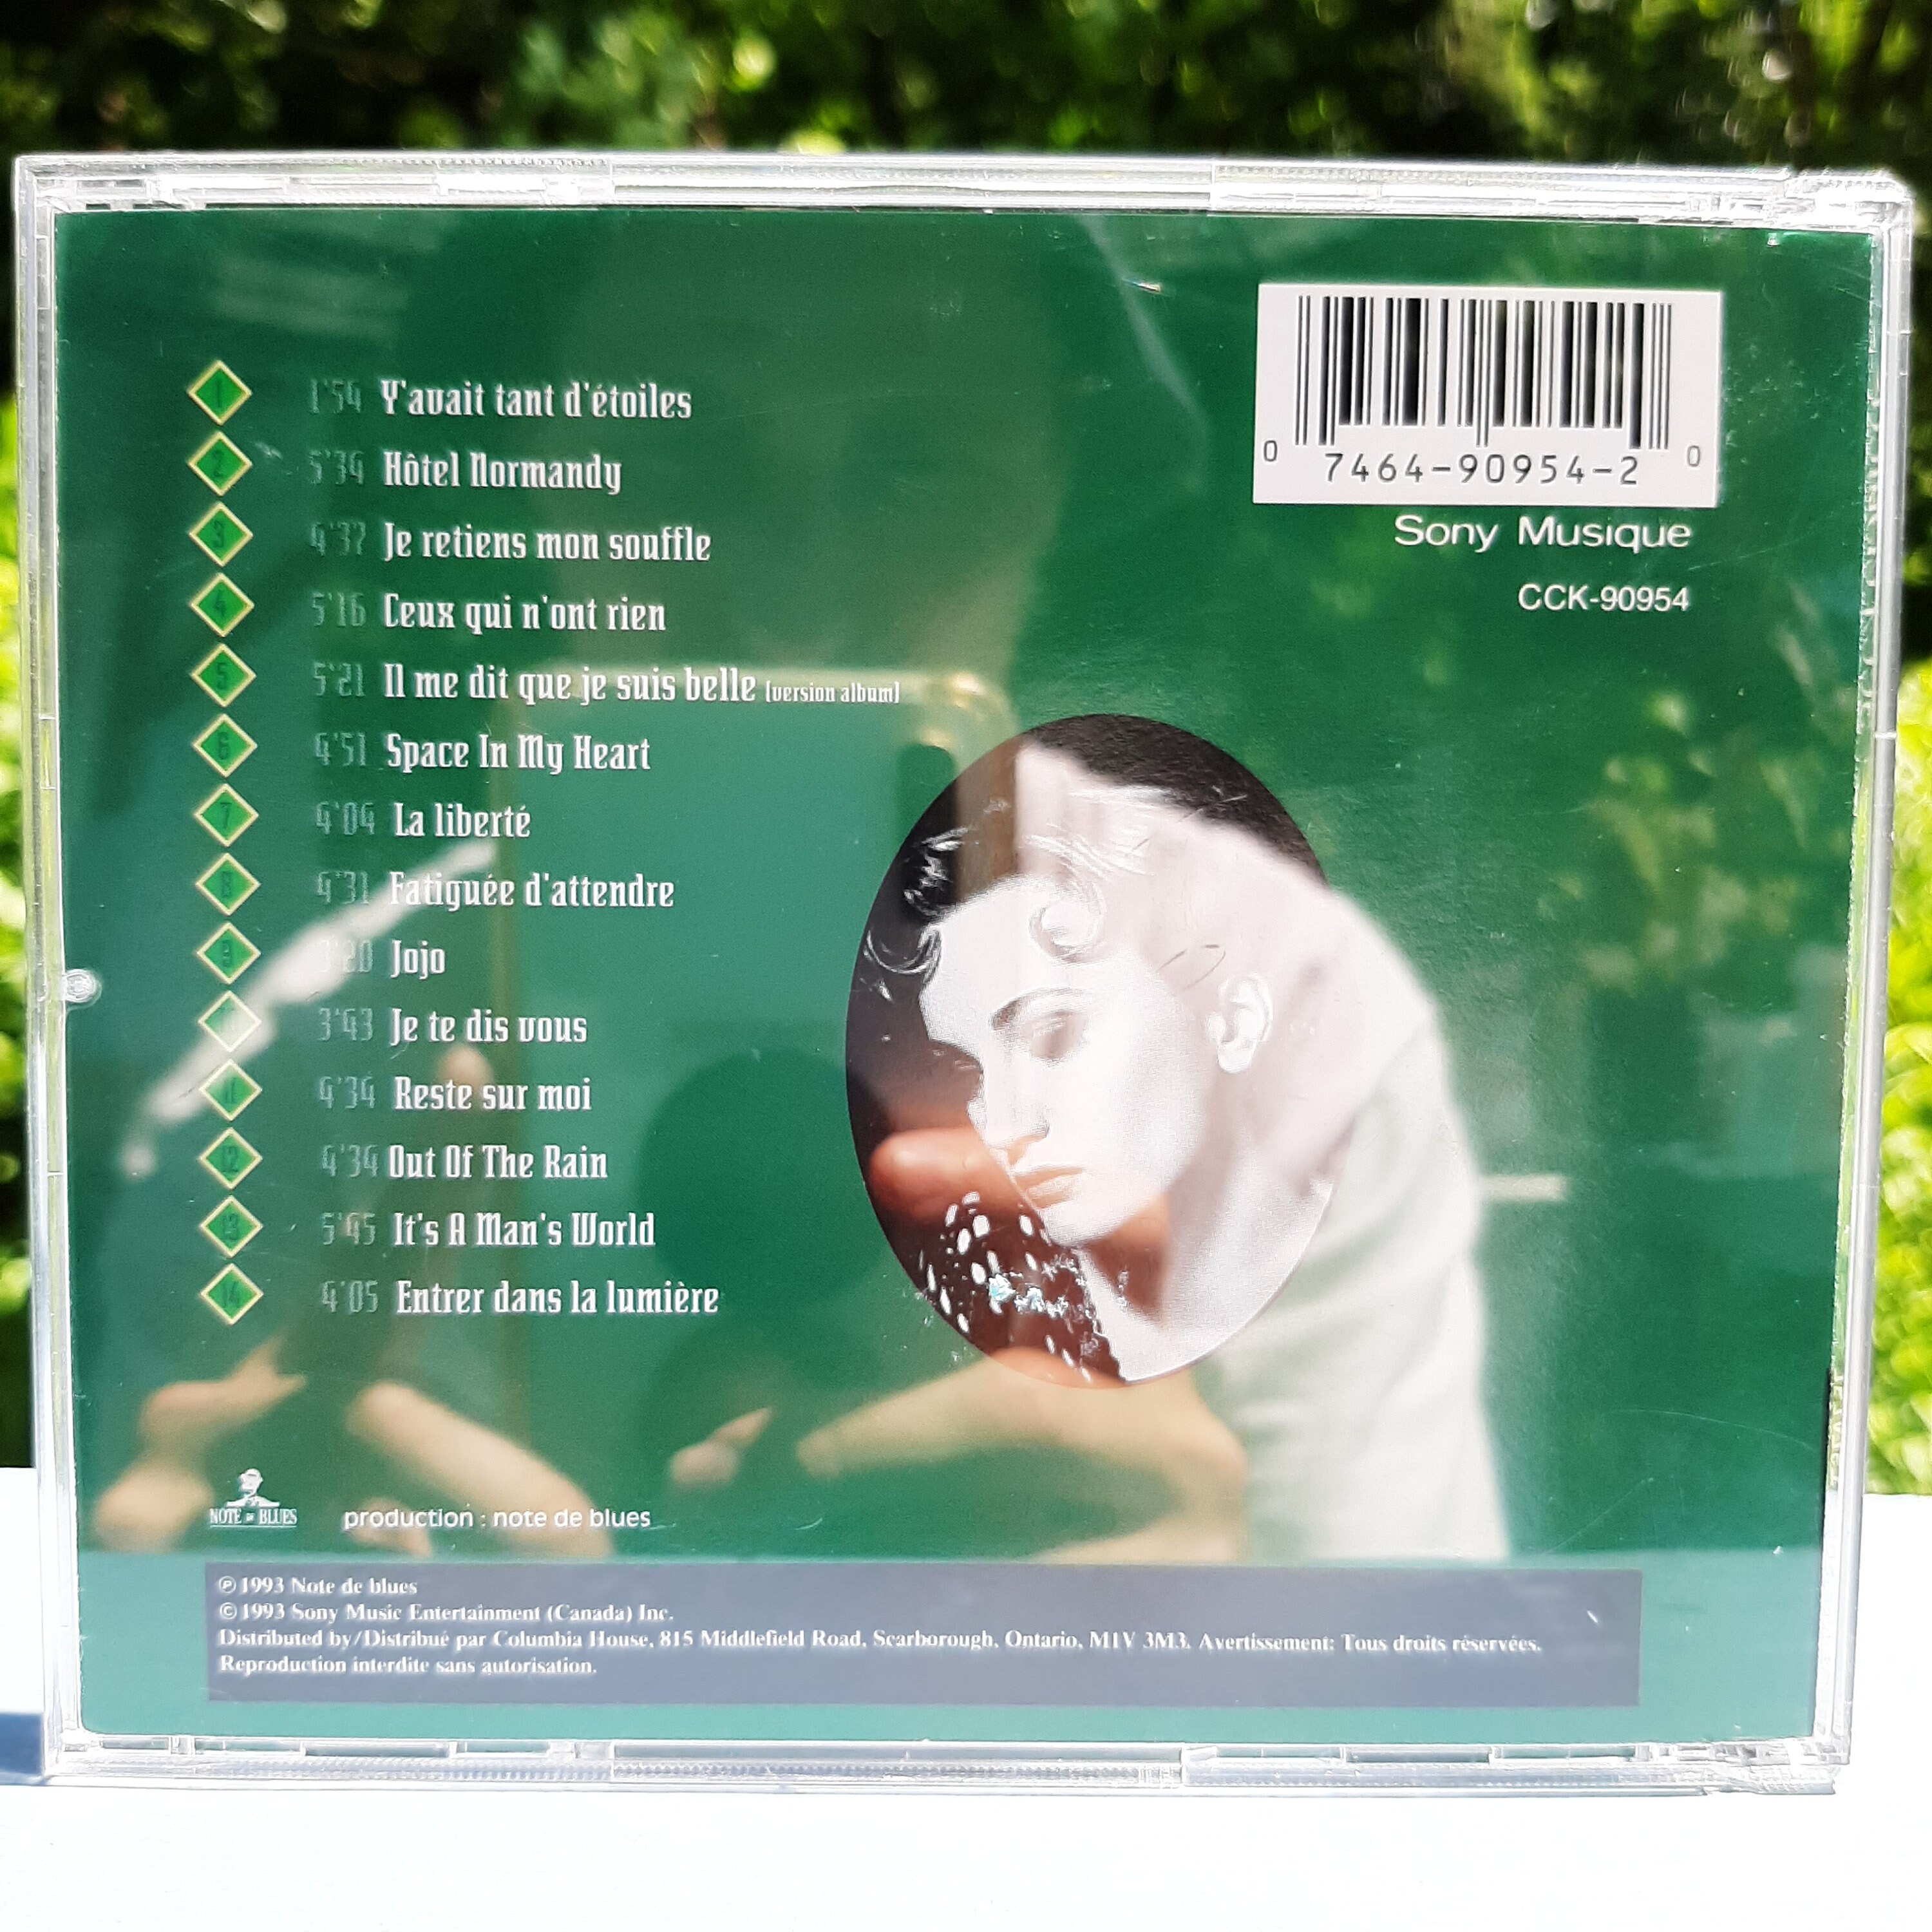 1 1'54 Y'avait tant d'étoiles
2 5'34 Hôtel Normandy
3 4'37 Je retiens mon souffle
4 5'16 Ceux qui n'ont rien
5 5'21 Il me dit que je suis belle (version album)
6 4'51 Space In My Heart
7 4'04 La liberté
8 4'31 Fatiguée d'attendre
9 3'20 Jojo
3'43 Je te dis vous
11 4'34 Reste sur moi
12 4'34 Out Of The Rain
13 5'45 It's A Man's World
14 4'05 Entrer dans la lumière
0 7464-90954-2 0
Sony Musique
CCK-90954
NOTE DE BLUES
production : note de blues
℗ 1993 Note de blues
© 1993 Sony Music Entertainment (Canada) Inc.
Distributed by/Distribué par Columbia House, 815 Middlefield Road, Scarborough, Ontario, M1V 3M3. Avertissement: Tous droits réservées.
Reproduction interdite sans autorisation.